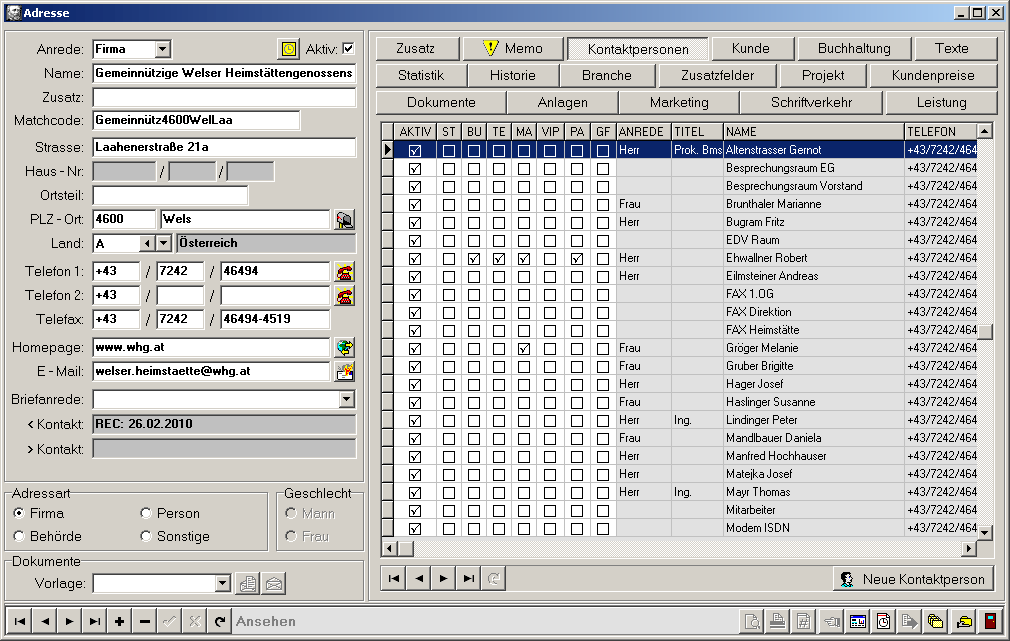 Adresse
Anrede: Firma Aktiv:
Name: Gemeinnützige Welser Heimstättengenossens
Zusatz:
Matchcode: Gemeinnütz4600WelLaa
Strasse: Laahenerstraße 21a
Haus - Nr: / /
Ortsteil:
PLZ - Ort: 4600 Wels
Land: A Österreich
Telefon 1: +43 / 7242 / 46494
Telefon 2: +43 / /
Telefax: +43 / 7242 / 46494-4519
Homepage: www.whg.at
E - Mail: welser.heimstaette@whg.at
Briefanrede:
< Kontakt: REC: 26.02.2010
> Kontakt:
Adressart
Firma Person
Behörde Sonstige
Geschlecht
Mann
Frau
Dokumente
Vorlage:
Zusatz Memo Kontaktpersonen Kunde Buchhaltung Texte
Statistik Historie Branche Zusatzfelder Projekt Kundenpreise
Dokumente Anlagen Marketing Schriftverkehr Leistung
AKTIV ST BU TE MA VIP PA GF ANREDE TITEL NAME TELEFON
Herr Prok. Bms Altenstrasser Gernot +43/7242/464
Besprechungsraum EG +43/7242/464
Besprechungsraum Vorstand +43/7242/464
Frau Brunthaler Marianne +43/7242/464
Herr Bugram Fritz +43/7242/464
EDV Raum +43/7242/464
Herr Ehwallner Robert +43/7242/464
Herr Eilmsteiner Andreas +43/7242/464
FAX 1.OG +43/7242/464
FAX Direktion +43/7242/464
FAX Heimstätte +43/7242/464
Frau Gröger Melanie +43/7242/464
Frau Gruber Brigitte +43/7242/464
Herr Hager Josef +43/7242/464
Frau Haslinger Susanne +43/7242/464
Herr Ing. Lindinger Peter +43/7242/464
Frau Mandlbauer Daniela +43/7242/464
Herr Manfred Hochhauser +43/7242/464
Herr Matejka Josef +43/7242/464
Herr Ing. Mayr Thomas +43/7242/464
Mitarbeiter +43/7242/464
Modem ISDN +43/7242/464
Neue Kontaktperson
Ansehen